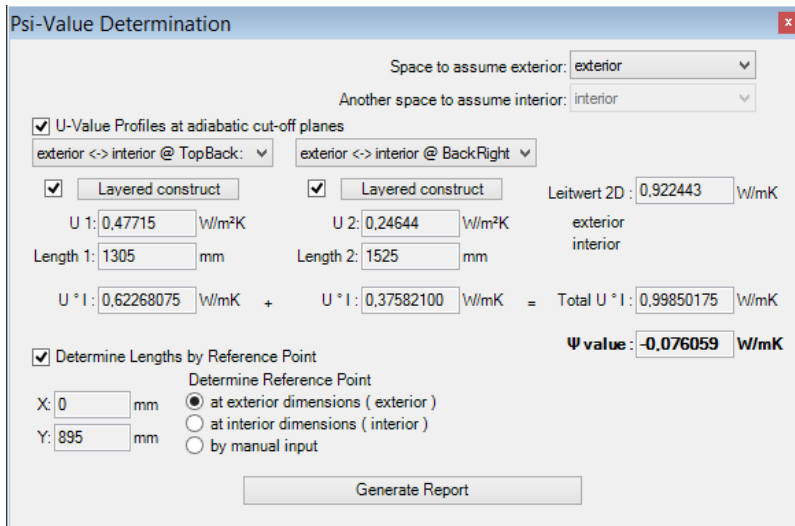 Psi-Value Determination x
Space to assume exterior: exterior
Another space to assume interior: interior
U-Value Profiles at adiabatic cut-off planes
exterior <-> interior @ TopBack: exterior <-> interior @ BackRight
Layered construct Layered construct Leitwert 2D : 0,922443 W/mK
U 1: 0,47715 W/m²K U 2: 0,24644 W/m²K exterior
interior
Length 1: 1305 mm Length 2: 1525 mm
U * l : 0,62268075 W/mK + U * l : 0,37582100 W/mK = Total U * l : 0,99850175 W/mK
Ψ value : -0,076059 W/mK
Determine Lengths by Reference Point
Determine Reference Point
X: 0 mm at exterior dimensions ( exterior )
at interior dimensions ( interior )
Y: 895 mm by manual input
Generate Report